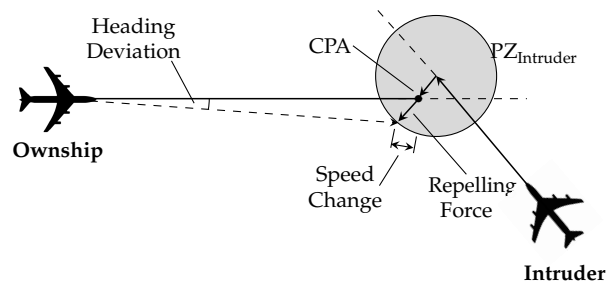 Heading
Deviation
CPA
PZIntruder
Ownship
Speed
Change
Repelling
Force
Intruder